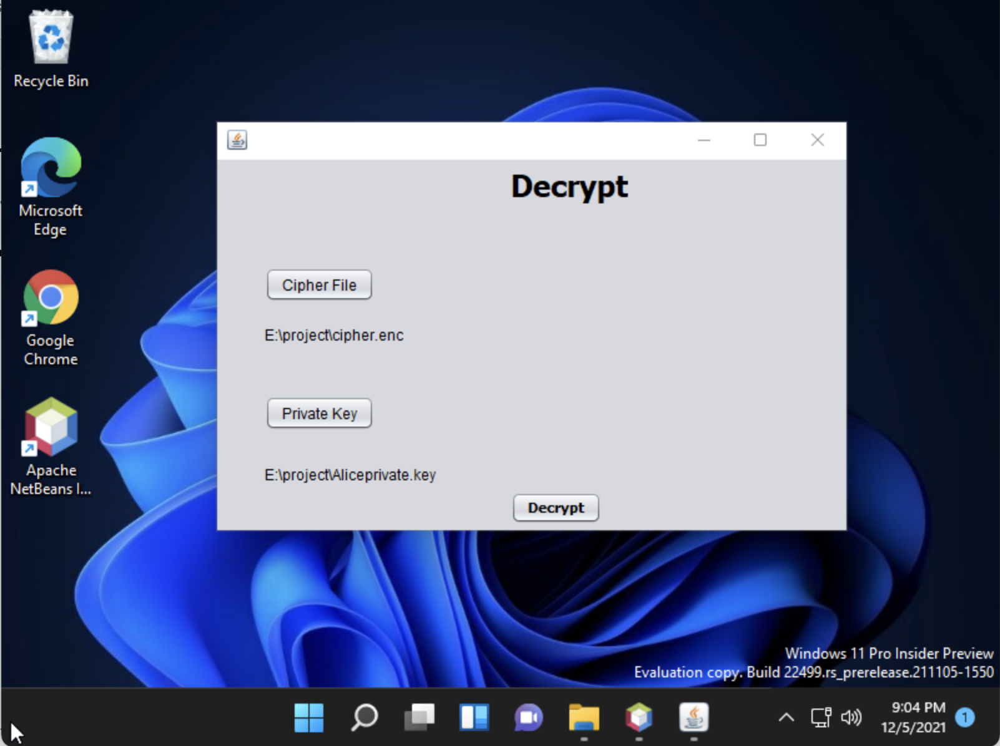 Recycle Bin
Microsoft
Edge
Google
Chrome
Apache
NetBeans I...
Decrypt
Cipher File
E:\project\cipher.enc
Private Key
E:\project\Aliceprivate.key
Decrypt
Windows 11 Pro Insider Preview
Evaluation copy. Build 22499.rs_prerelease.211105-1550
9:04 PM
12/5/2021
1